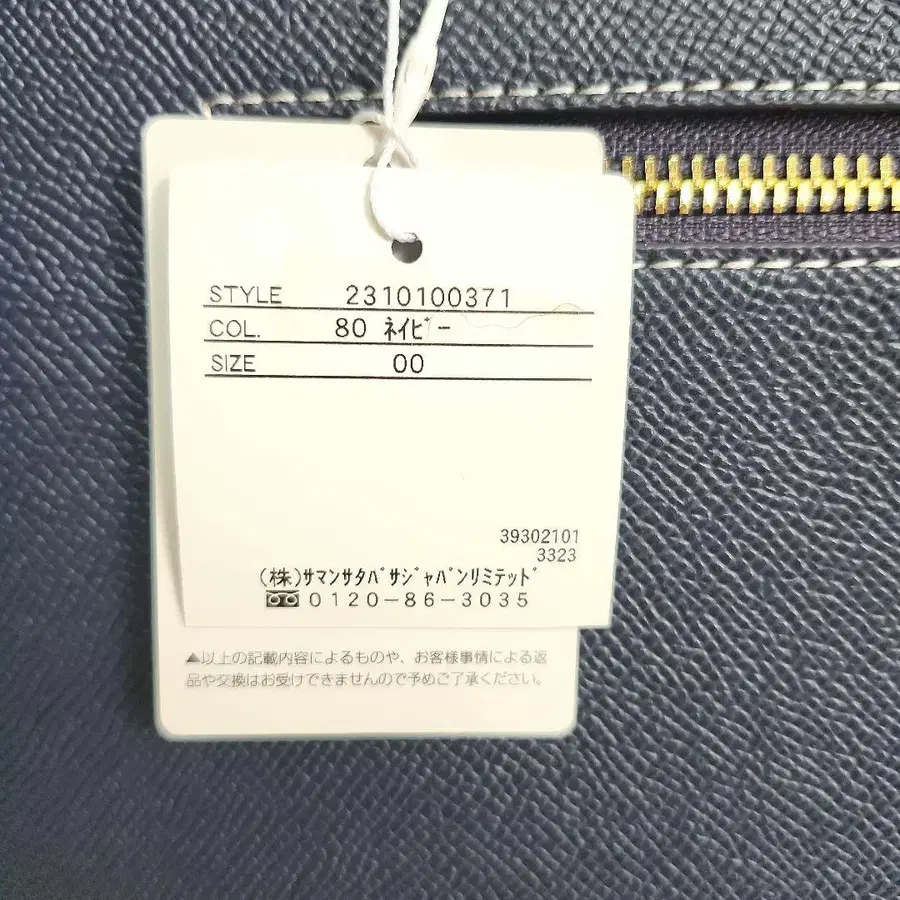 STYLE 2310100371
COL. 80 ﾈｲﾋﾞｰ
SIZE 00
39302101
3323
(株)ｻﾏﾝｻﾀﾊﾞｻｼﾞｬﾊﾟﾝﾘﾐﾃｯﾄﾞ
0120-86-3035
▲以上の記載内容によるものや、お客様事情による返
品や交換はお受けできませんので予めご了承ください。